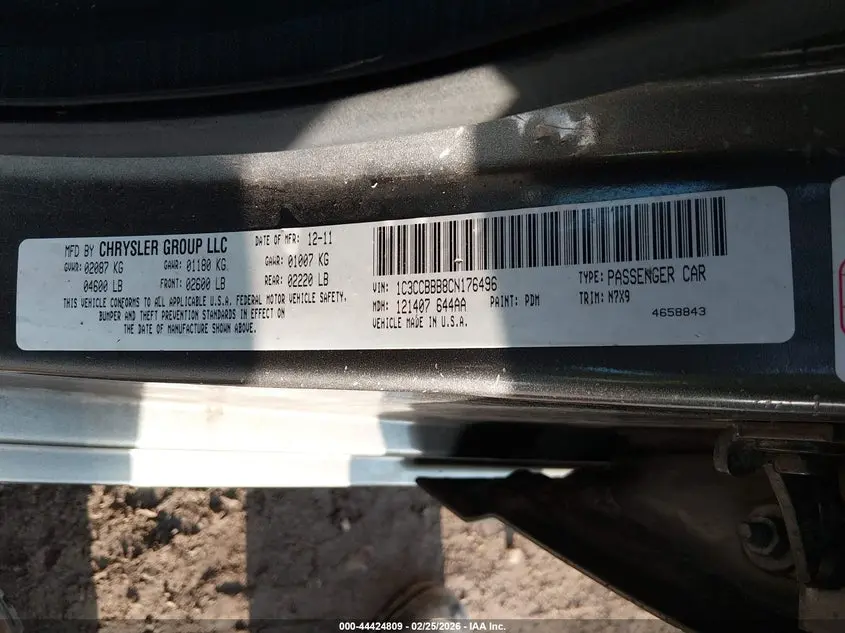 MFD BY CHRYSLER GROUP LLC DATE OF MFR: 12-11
GVWR: 02087 KG GAWR: 01180 KG GAWR: 01007 KG
04600 LB FRONT: 02600 LB REAR: 02220 LB
THIS VEHICLE CONFORMS TO ALL APPLICABLE U.S.A. FEDERAL MOTOR VEHICLE SAFETY,
BUMPER AND THEFT PREVENTION STANDARDS IN EFFECT ON
THE DATE OF MANUFACTURE SHOWN ABOVE.
VIN: 1C3CCBBB8CN176496 TYPE: PASSENGER CAR
MDH: 121407 644AA PAINT: PDM TRIM: N7X9
VEHICLE MADE IN U.S.A. 4658843
000-44424809 - 02/25/2026 - IAA Inc.